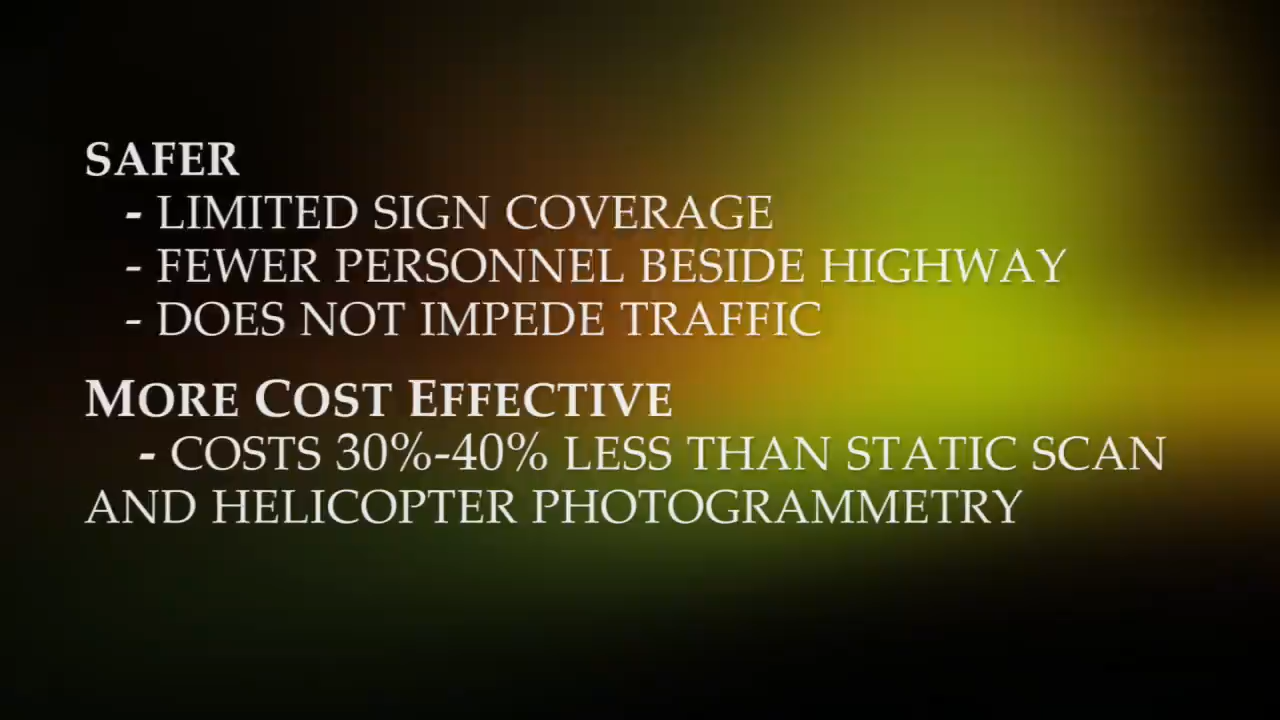 SAFER
- LIMITED SIGN COVERAGE
- FEWER PERSONNEL BESIDE HIGHWAY
- DOES NOT IMPEDE TRAFFIC
MORE COST EFFECTIVE
- COSTS 30%-40% LESS THAN STATIC SCAN
AND HELICOPTER PHOTOGRAMMETRY